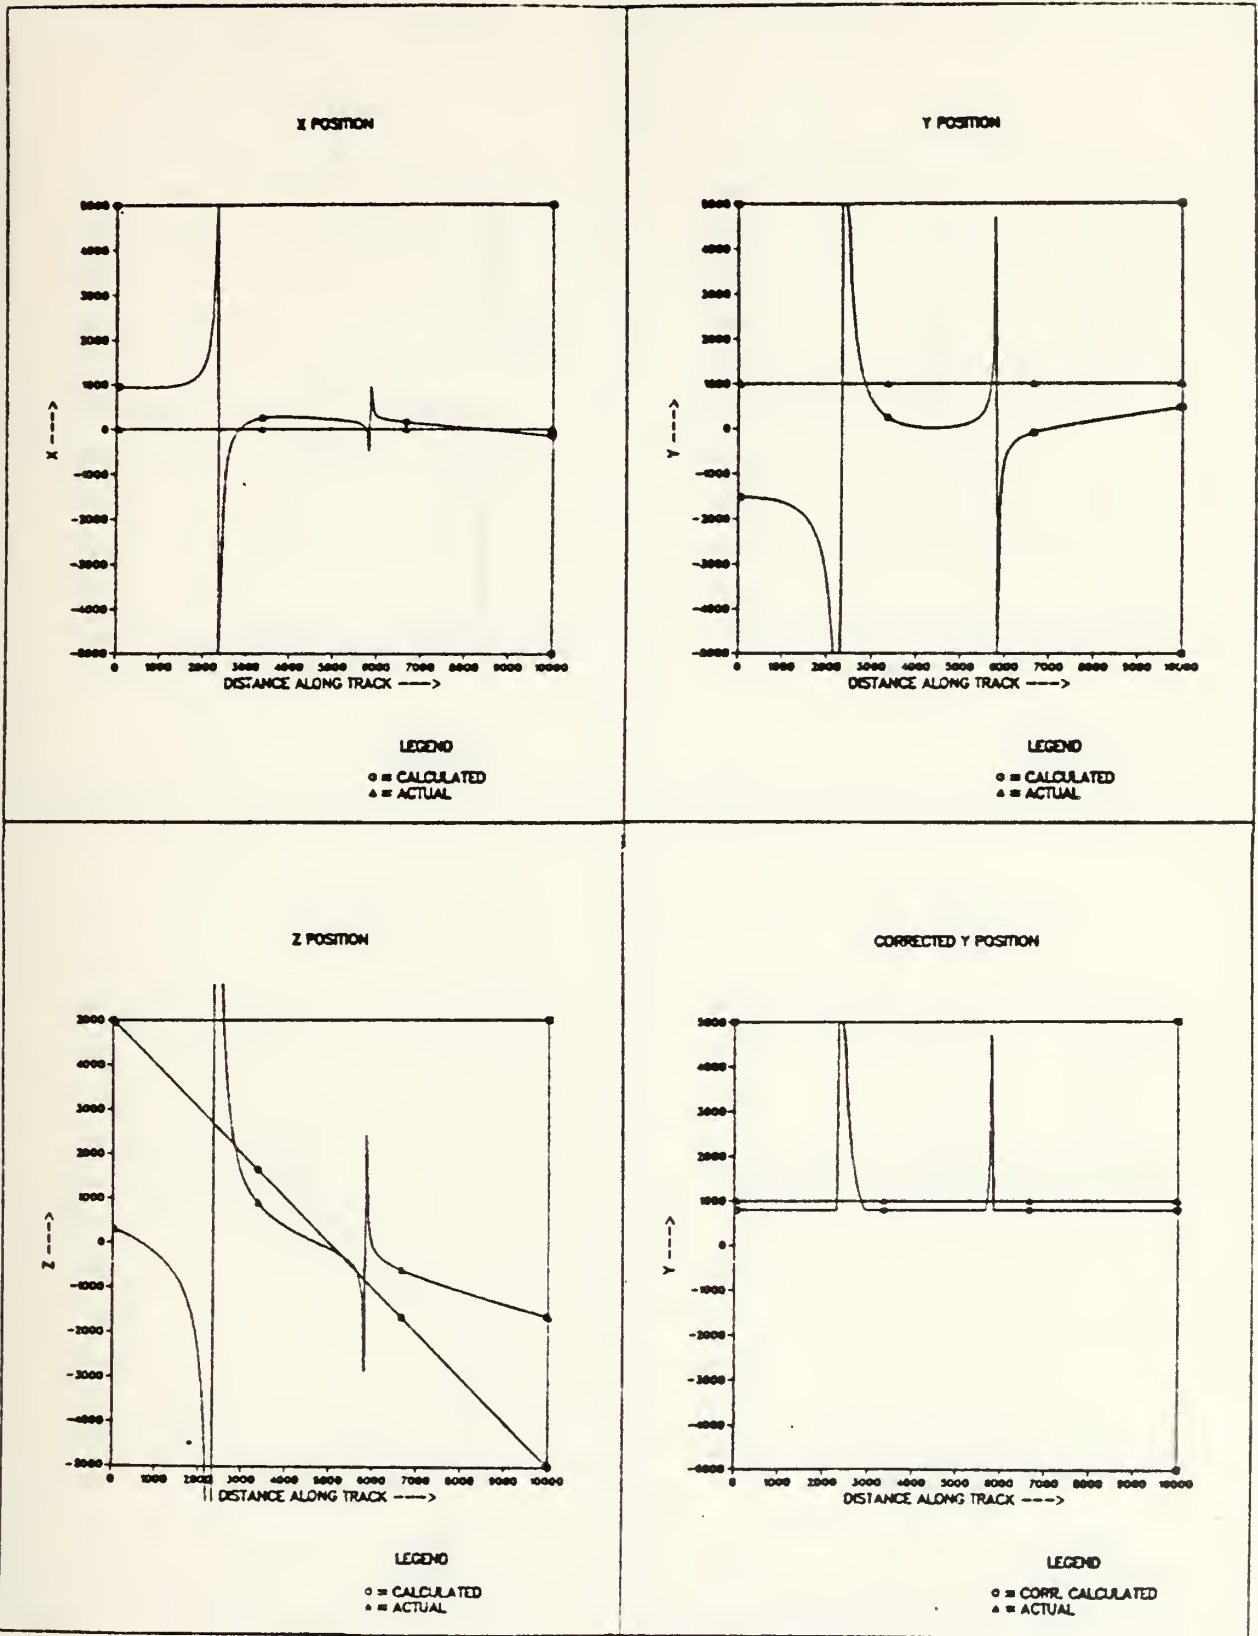 X POSITION
5000
4000
3000
2000
1000
0
-1000
-2000
-3000
-4000
-5000
X ---->
0 1000 2000 3000 4000 5000 6000 7000 8000 9000 10000
DISTANCE ALONG TRACK ---->
LEGEND
o = CALCULATED
▵ = ACTUAL
Y POSITION
5000
4000
3000
2000
1000
0
-1000
-2000
-3000
-4000
-5000
Y ---->
0 1000 2000 3000 4000 5000 6000 7000 8000 9000 10000
DISTANCE ALONG TRACK ---->
LEGEND
o = CALCULATED
▵ = ACTUAL
Z POSITION
5000
4000
3000
2000
1000
0
-1000
-2000
-3000
-4000
-5000
Z ---->
0 1000 2000 3000 4000 5000 6000 7000 8000 9000 10000
DISTANCE ALONG TRACK ---->
LEGEND
o = CALCULATED
▵ = ACTUAL
CORRECTED Y POSITION
5000
4000
3000
2000
1000
0
-1000
-2000
-3000
-4000
-5000
Y ---->
0 1000 2000 3000 4000 5000 6000 7000 8000 9000 10000
DISTANCE ALONG TRACK ---->
LEGEND
o = CORR. CALCULATED
▵ = ACTUAL